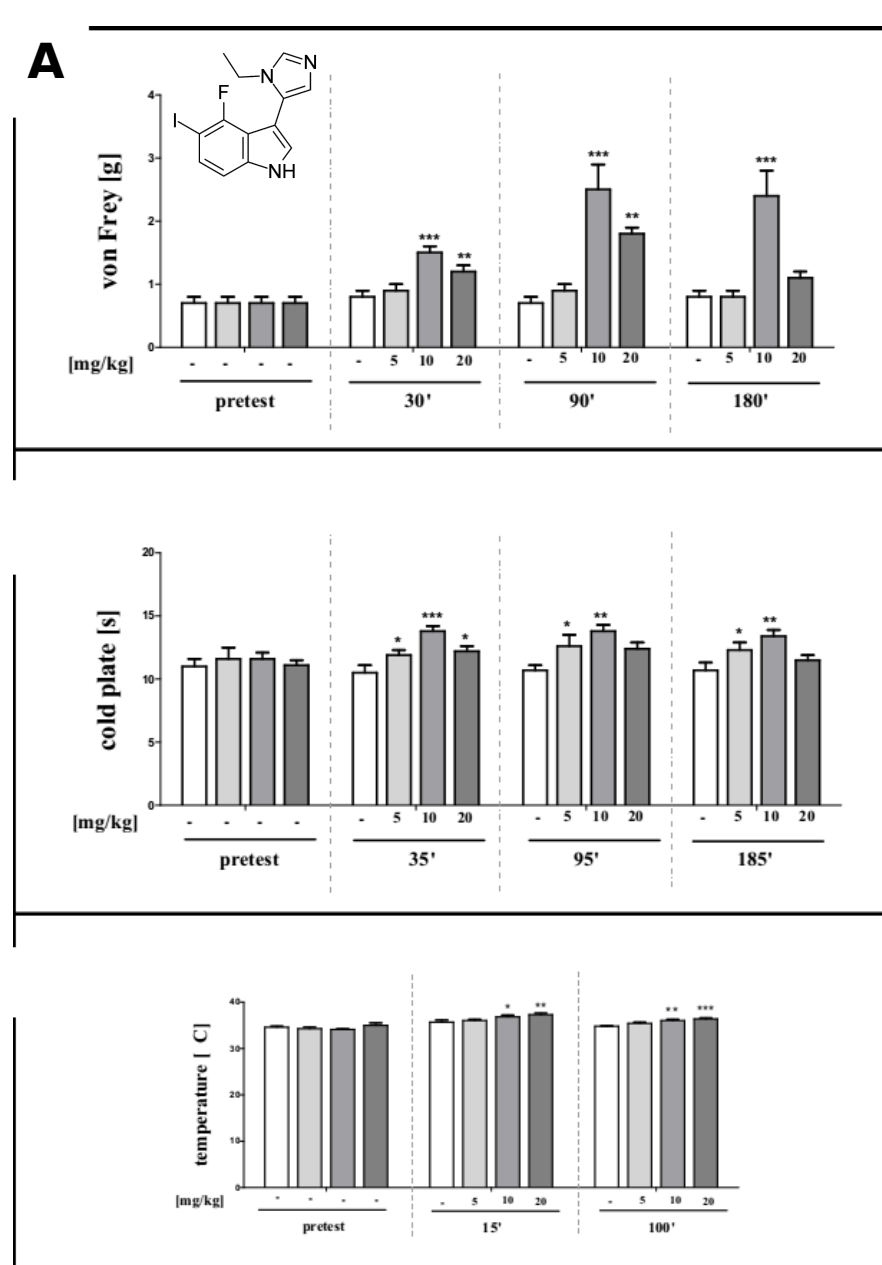 A
N
N
F
I
NH
von Frey [g]
4
3
2
1
0
*** ** *** ** ***
[mg/kg] - - - - - 5 10 20 - 5 10 20 - 5 10 20
pretest 30' 90' 180'
cold plate [s]
20
15
10
5
0
* *** * * ** * **
[mg/kg] - - - - - 5 10 20 - 5 10 20 - 5 10 20
pretest 35' 95' 185'
temperature [ C]
40
30
20
10
0
* ** ** ***
[mg/kg] - - - - - 5 10 20 - 5 10 20
pretest 15' 100'